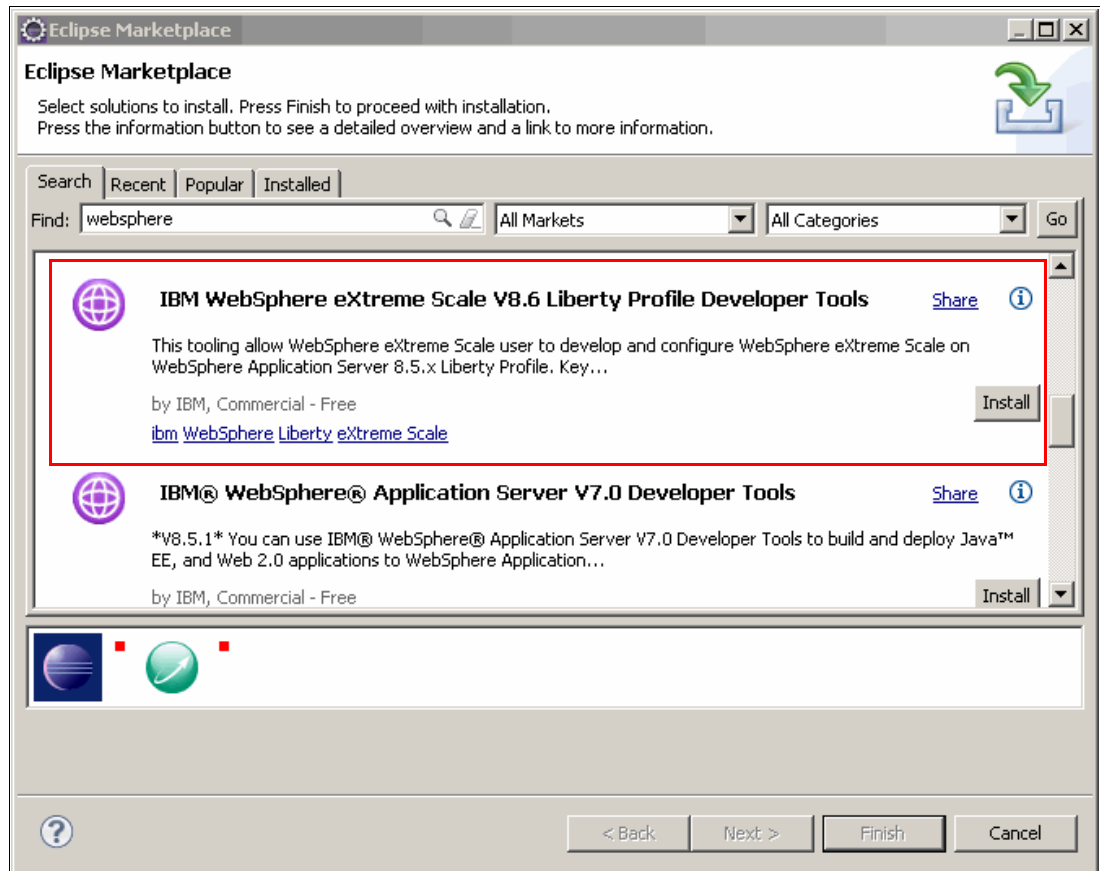 Eclipse Marketplace
Eclipse Marketplace
Select solutions to install. Press Finish to proceed with installation.
Press the information button to see a detailed overview and a link to more information.
Search Recent Popular Installed
Find: websphere All Markets All Categories Go
IBM WebSphere eXtreme Scale V8.6 Liberty Profile Developer Tools Share
This tooling allow WebSphere eXtreme Scale user to develop and configure WebSphere eXtreme Scale on
WebSphere Application Server 8.5.x Liberty Profile. Key...
by IBM, Commercial - Free Install
ibm WebSphere Liberty eXtreme Scale
IBM® WebSphere® Application Server V7.0 Developer Tools Share
*V8.5.1* You can use IBM® WebSphere® Application Server V7.0 Developer Tools to build and deploy Java™
EE, and Web 2.0 applications to WebSphere Application...
by IBM, Commercial - Free Install
< Back Next > Finish Cancel